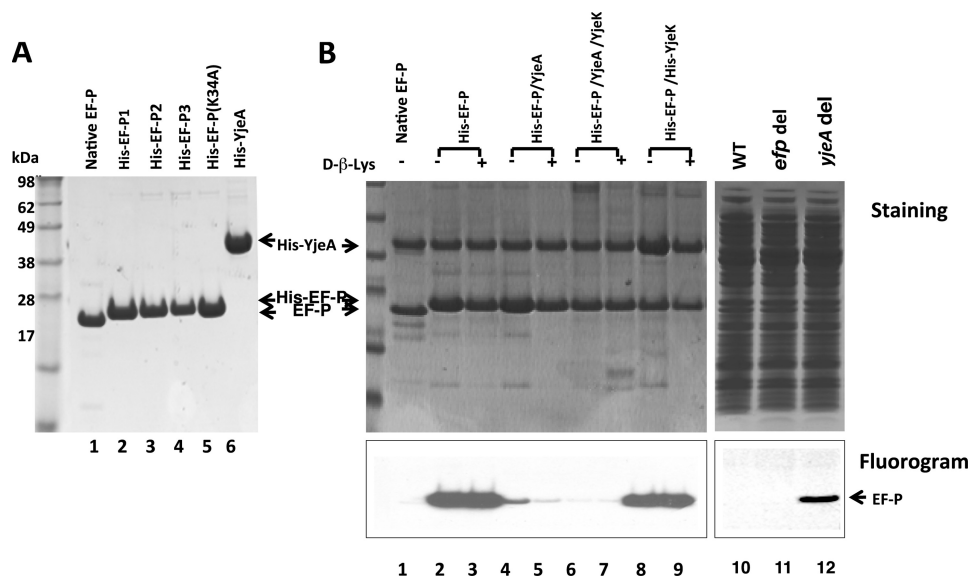 A
kDa
98
62
49
38
28
17
Native EF-P
His-EF-P1
His-EF-P2
His-EF-P3
His-EF-P(K34A)
His-YjeA
His-YjeA
His-EF-P
EF-P
1 2 3 4 5 6
B
Native EF-P
His-EF-P
His-EF-P/YjeA
His-EF-P /YjeA /YjeK
His-EF-P /His-YjeK
D-β-Lys - - + - + - + - +
WT
efp del
yjeA del
Staining
Fluorogram
EF-P
1 2 3 4 5 6 7 8 9 10 11 12